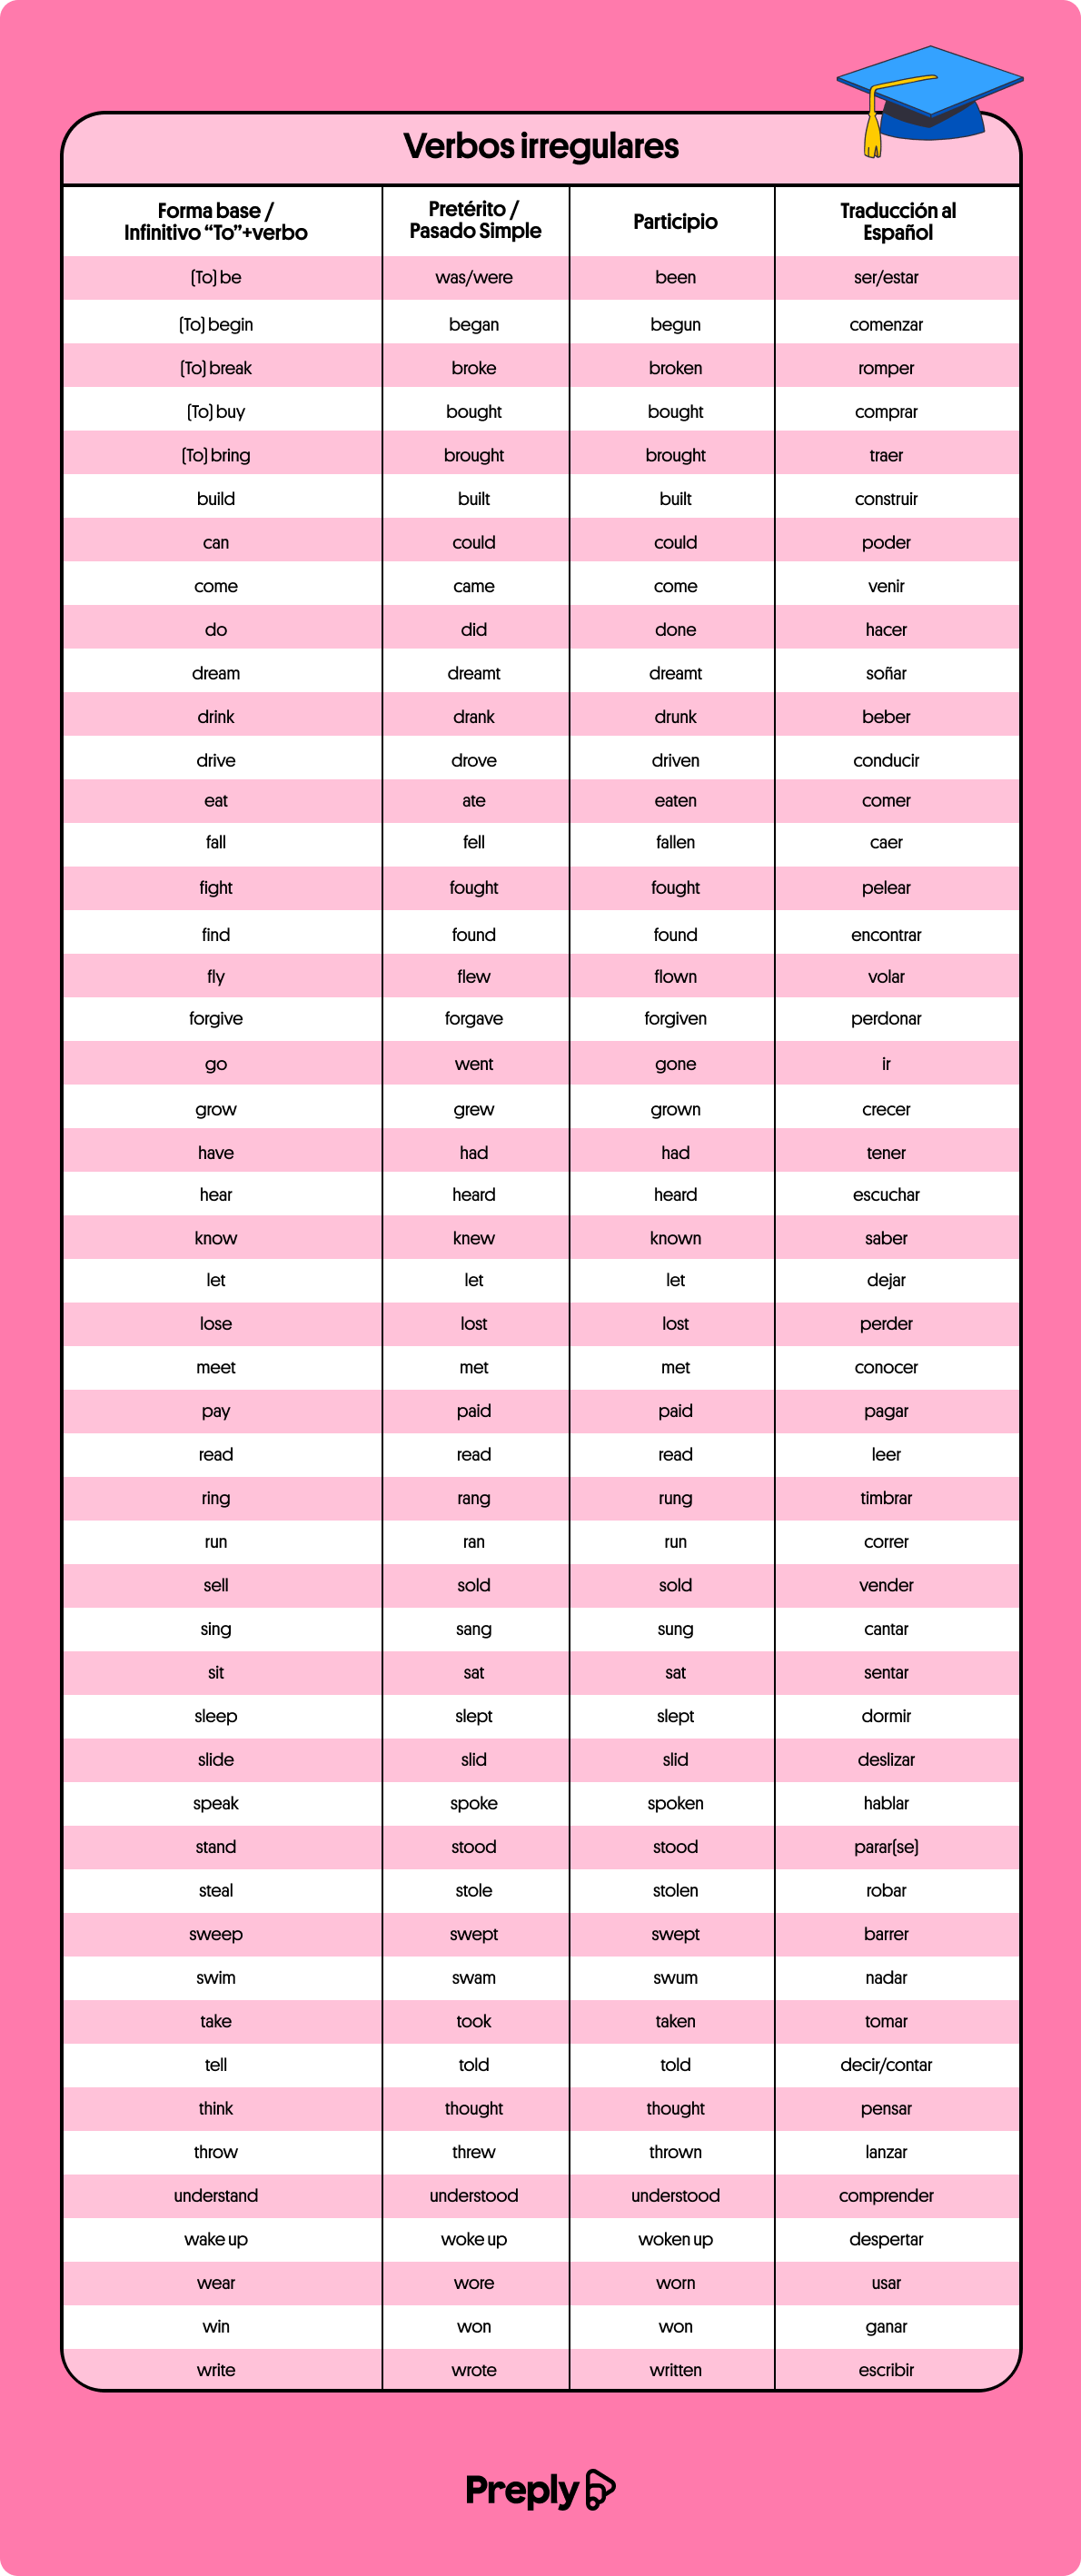 Verbos irregulares
Forma base /
Infinitivo “To”+verbo
Pretérito /
Pasado Simple
Participio
Traducción al
Español
(To) be was/were been ser/estar
(To) begin began begun comenzar
(To) break broke broken romper
(To) buy bought bought comprar
(To) bring brought brought traer
build built built construir
can could could poder
come came come venir
do did done hacer
dream dreamt dreamt soñar
drink drank drunk beber
drive drove driven conducir
eat ate eaten comer
fall fell fallen caer
fight fought fought pelear
find found found encontrar
fly flew flown volar
forgive forgave forgiven perdonar
go went gone ir
grow grew grown crecer
have had had tener
hear heard heard escuchar
know knew known saber
let let let dejar
lose lost lost perder
meet met met conocer
pay paid paid pagar
read read read leer
ring rang rung timbrar
run ran run correr
sell sold sold vender
sing sang sung cantar
sit sat sat sentar
sleep slept slept dormir
slide slid slid deslizar
speak spoke spoken hablar
stand stood stood parar(se)
steal stole stolen robar
sweep swept swept barrer
swim swam swum nadar
take took taken tomar
tell told told decir/contar
think thought thought pensar
throw threw thrown lanzar
understand understood understood comprender
wake up woke up woken up despertar
wear wore worn usar
win won won ganar
write wrote written escribir
Preply